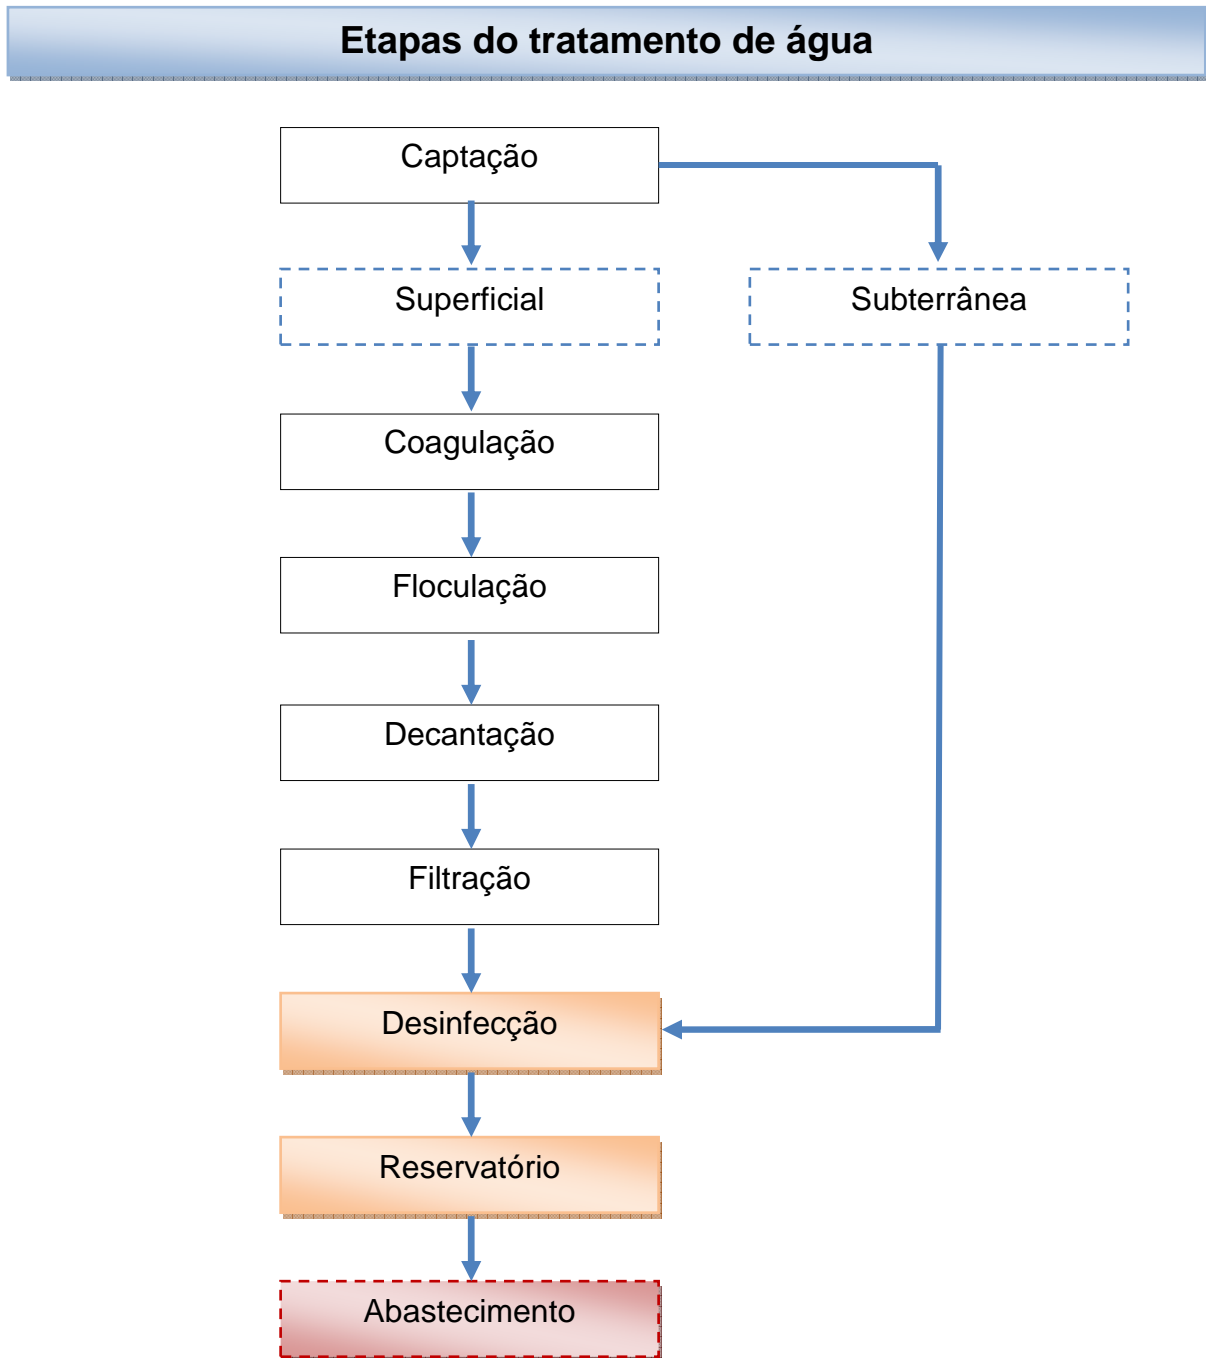 Etapas do tratamento de água
Captação
Superficial
Subterrânea
Coagulação
Floculação
Decantação
Filtração
Desinfecção
Reservatório
Abastecimento